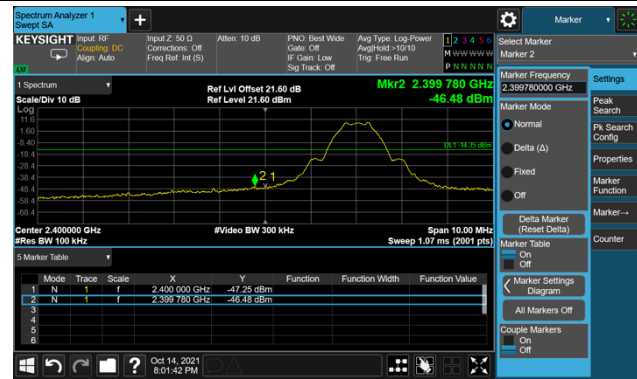 Spectrum Analyzer 1
Swept SA
Marker
KEYSIGHT
Input: RF
Coupling: DC
Align: Auto
Input Z: 50 Ω
Corrections: Off
Freq Ref: Int (S)
Atten: 10 dB
PNO: Best Wide
Gate: Off
IF Gain: Low
Sig Track: Off
Avg Type: Log-Power
Avg|Hold:>10/10
Trig: Free Run
1 2 3 4 5 6
M W W W W W
P N N N N N
Select Marker
Marker 2
1 Spectrum
Scale/Div 10 dB
Ref Lvl Offset 21.60 dB
Ref Level 21.60 dBm
Mkr2 2.399 780 GHz
-46.48 dBm
Log
11.6
1.60
-8.40
-18.4
-28.4
-38.4
-48.4
-58.4
-68.4
DL1 -14.35 dBm
2 1
Center 2.400000 GHz
#Res BW 100 kHz
#Video BW 300 kHz
Span 10.00 MHz
Sweep 1.07 ms (2001 pts)
5 Marker Table
Mode Trace Scale X Y Function Function Width Function Value
1 N 1 f 2.400 000 GHz -47.25 dBm
2 N 1 f 2.399 780 GHz -46.48 dBm
3
4
5
6
Marker Frequency
2.399780000 GHz
Marker Mode
Normal
Delta (Δ)
Fixed
Off
Delta Marker
(Reset Delta)
Marker Table
On
Off
Marker Settings
Diagram
All Markers Off
Couple Markers
On
Off
Settings
Peak
Search
Pk Search
Config
Properties
Marker
Function
Marker→
Counter
?
Oct 14, 2021
8:01:42 PM